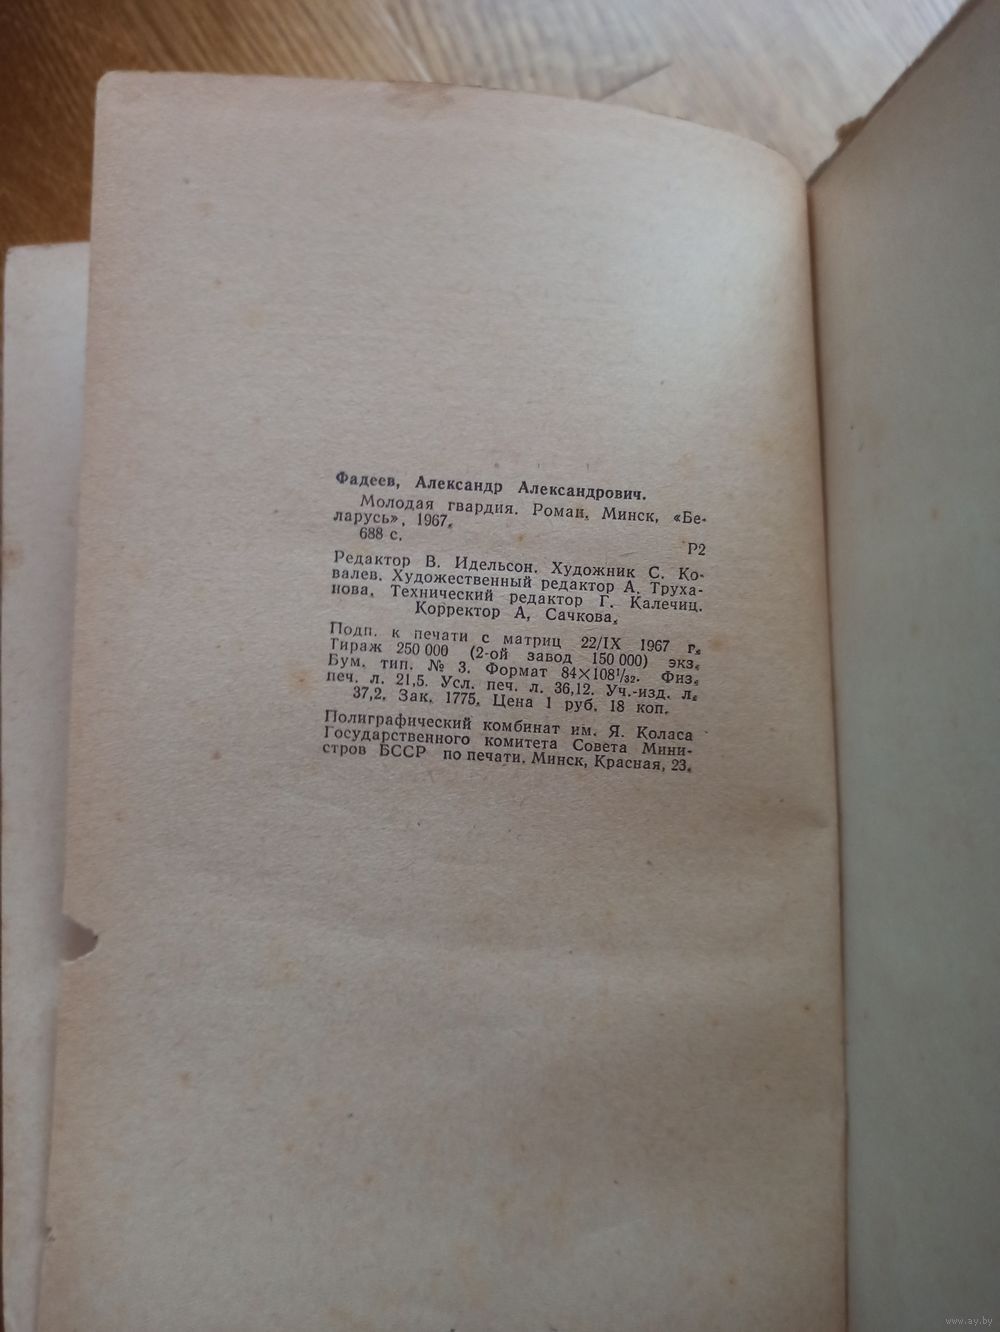 Фадеев, Александр Александрович.
Молодая гвардия. Роман. Минск, «Бе-
ларусь», 1967.
688 с.
Р2
Редактор В. Идельсон. Художник С. Ко-
валев. Художественный редактор А. Труха-
нова. Технический редактор Г. Калечиц.
Корректор А. Сачкова.
Подп. к печати с матриц 22/IX 1967 г.
Тираж 250 000 (2-ой завод 150 000) экз.
Бум. тип. № 3. Формат 84×108¹/₃₂. Физ.
печ. л. 21,5. Усл. печ. л. 36,12. Уч.-изд. л.
37,2. Зак. 1775. Цена 1 руб. 18 коп.
Полиграфический комбинат им. Я. Коласа
Государственного комитета Совета Мини-
стров БССР по печати. Минск, Красная, 23.
www.ay.by